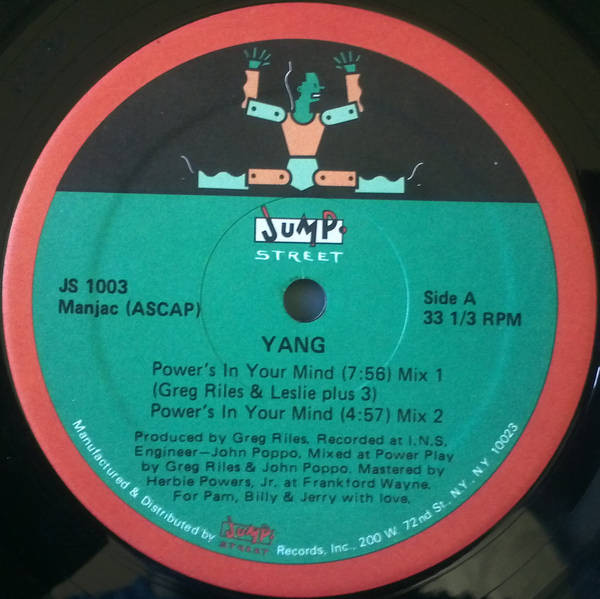 JUMP.
STREET
JS 1003
Manjac (ASCAP)
Side A
33 1/3 RPM
YANG
Power's In Your Mind (7:56) Mix 1
(Greg Riles & Leslie plus 3)
Power's In Your Mind (4:57) Mix 2
Produced by Greg Riles. Recorded at I.N.S.
Engineer—John Poppo. Mixed at Power Play
by Greg Riles & John Poppo. Mastered by
Herbie Powers, Jr. at Frankford Wayne.
For Pam, Billy & Jerry with love.
Manufactured & Distributed by JUMP. STREET Records, Inc., 200 W. 72nd St., N.Y., N.Y. 10023